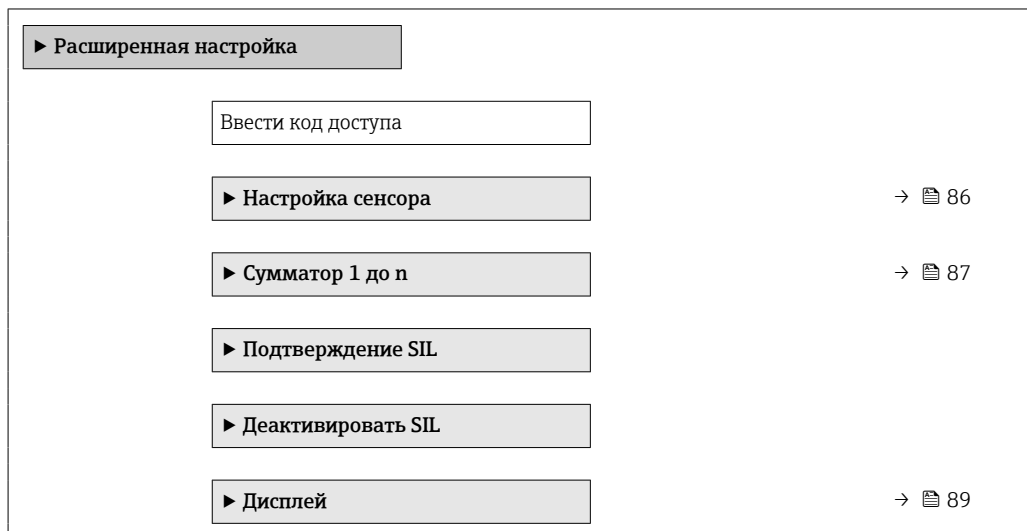 ▶ Расширенная настройка
Ввести код доступа
▶ Настройка сенсора → 86
▶ Сумматор 1 до n → 87
▶ Подтверждение SIL
▶ Деактивировать SIL
▶ Дисплей → 89